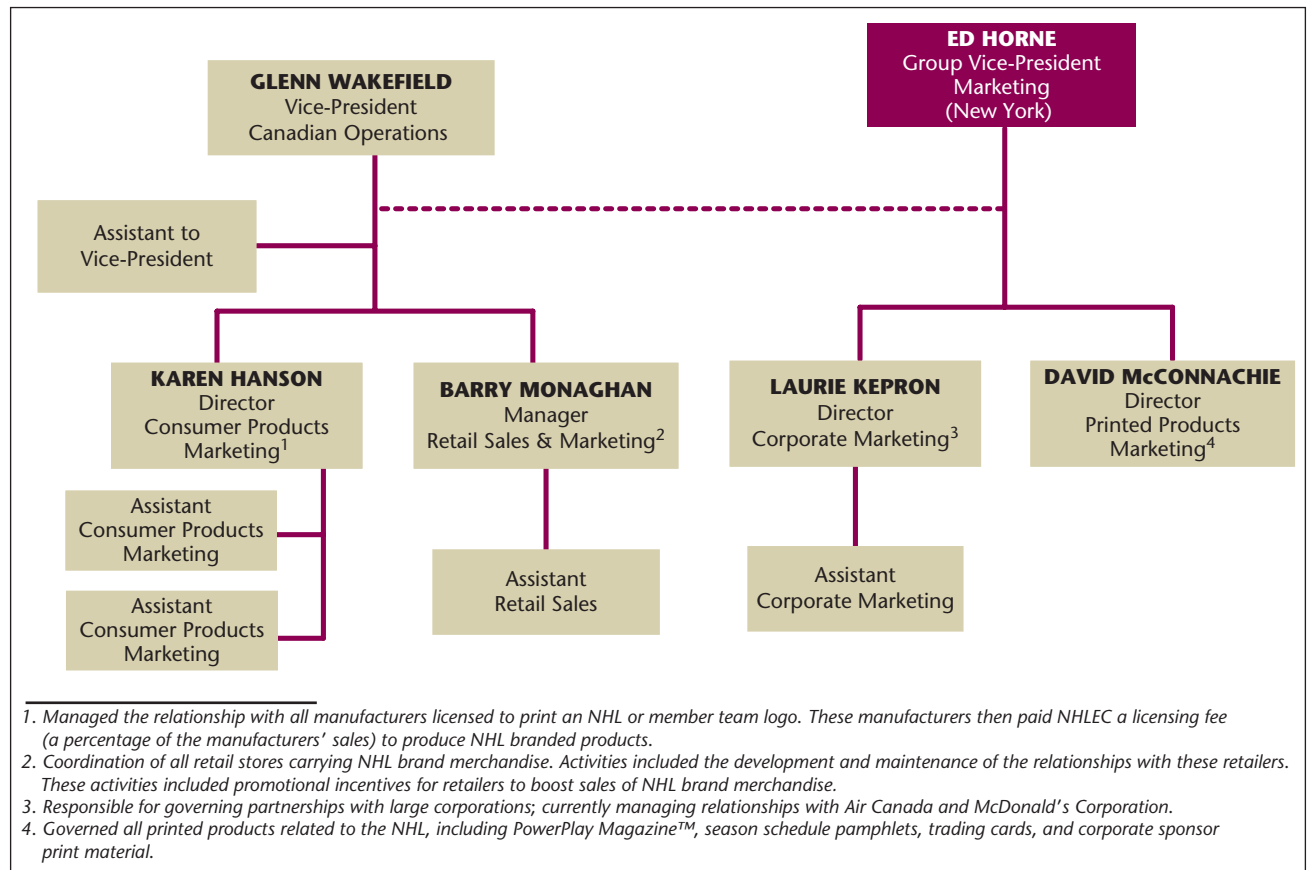 GLENN WAKEFIELD
Vice-President
Canadian Operations
ED HORNE
Group Vice-President
Marketing
(New York)
Assistant to
Vice-President
KAREN HANSON
Director
Consumer Products
Marketing1
BARRY MONAGHAN
Manager
Retail Sales & Marketing2
LAURIE KEPRON
Director
Corporate Marketing3
DAVID McCONNACHIE
Director
Printed Products
Marketing4
Assistant
Consumer Products
Marketing
Assistant
Consumer Products
Marketing
Assistant
Retail Sales
Assistant
Corporate Marketing
1. Managed the relationship with all manufacturers licensed to print an NHL or member team logo. These manufacturers then paid NHLEC a licensing fee
(a percentage of the manufacturers' sales) to produce NHL branded products.
2. Coordination of all retail stores carrying NHL brand merchandise. Activities included the development and maintenance of the relationships with these retailers.
These activities included promotional incentives for retailers to boost sales of NHL brand merchandise.
3. Responsible for governing partnerships with large corporations; currently managing relationships with Air Canada and McDonald's Corporation.
4. Governed all printed products related to the NHL, including PowerPlay Magazine™, season schedule pamphlets, trading cards, and corporate sponsor
print material.